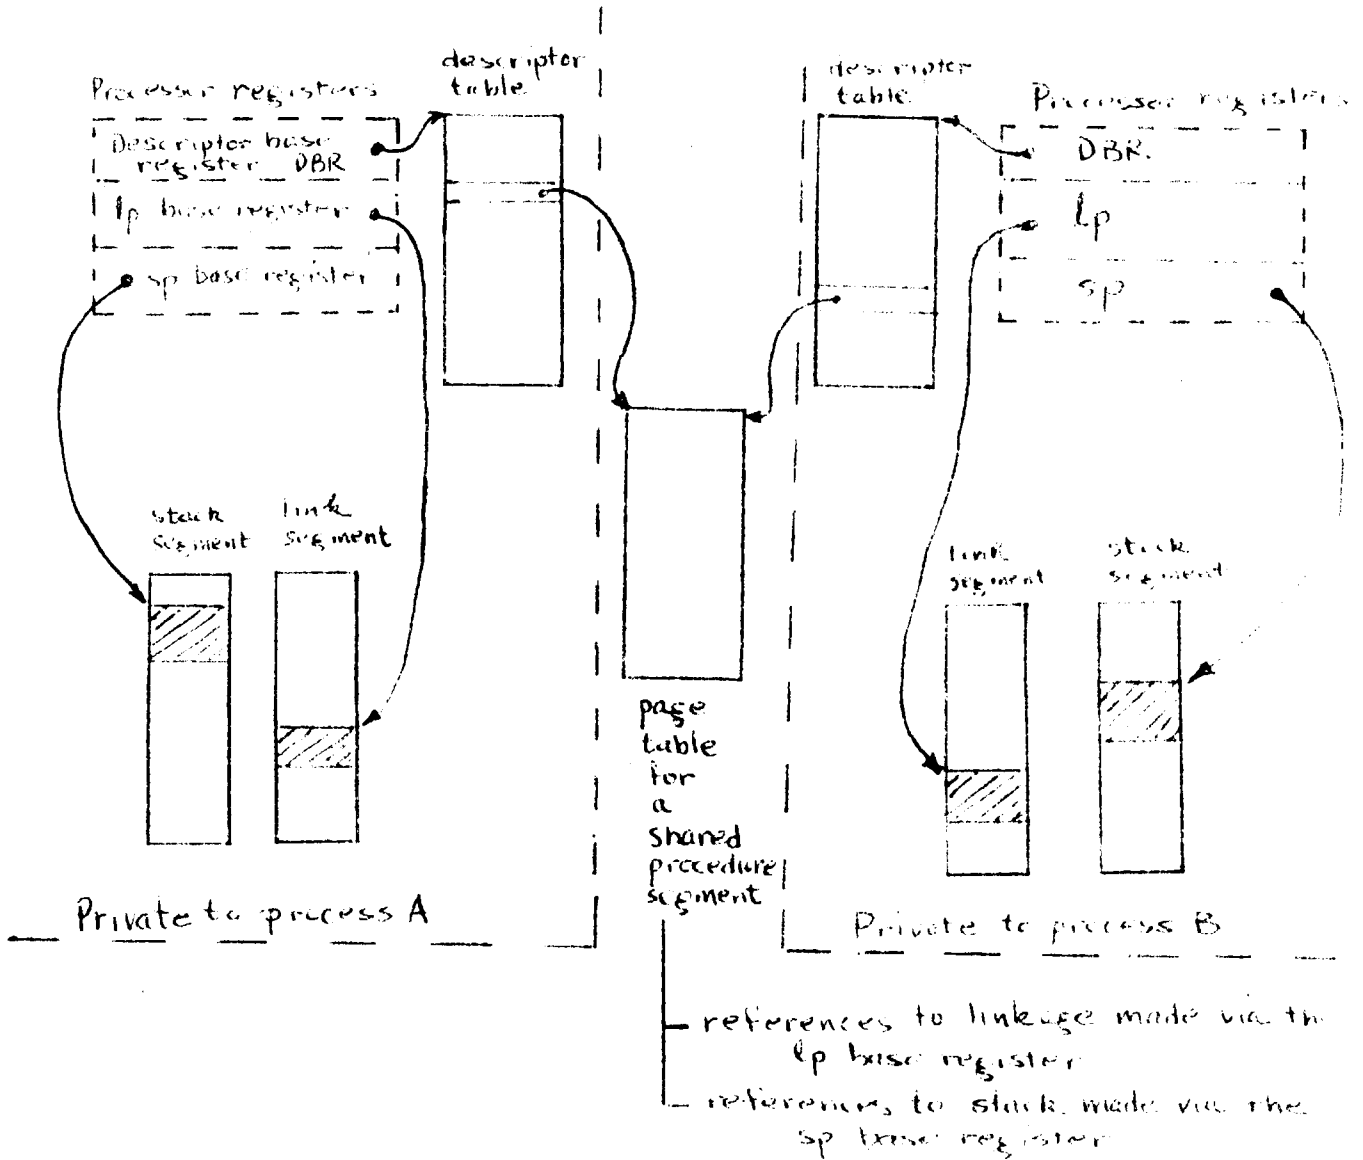 Processor registers
descriptor
table
Descriptor base
register DBR
lp base register
sp base register
stack
segment
link
segment
Private to process A
page
table
for
a
shared
procedure
segment
descriptor
table
Processor registers
DBR.
lp
sp
link
segment
stack
segment
Private to process B
references to linkage made via the
lp base register
references to stack made via the
sp base register